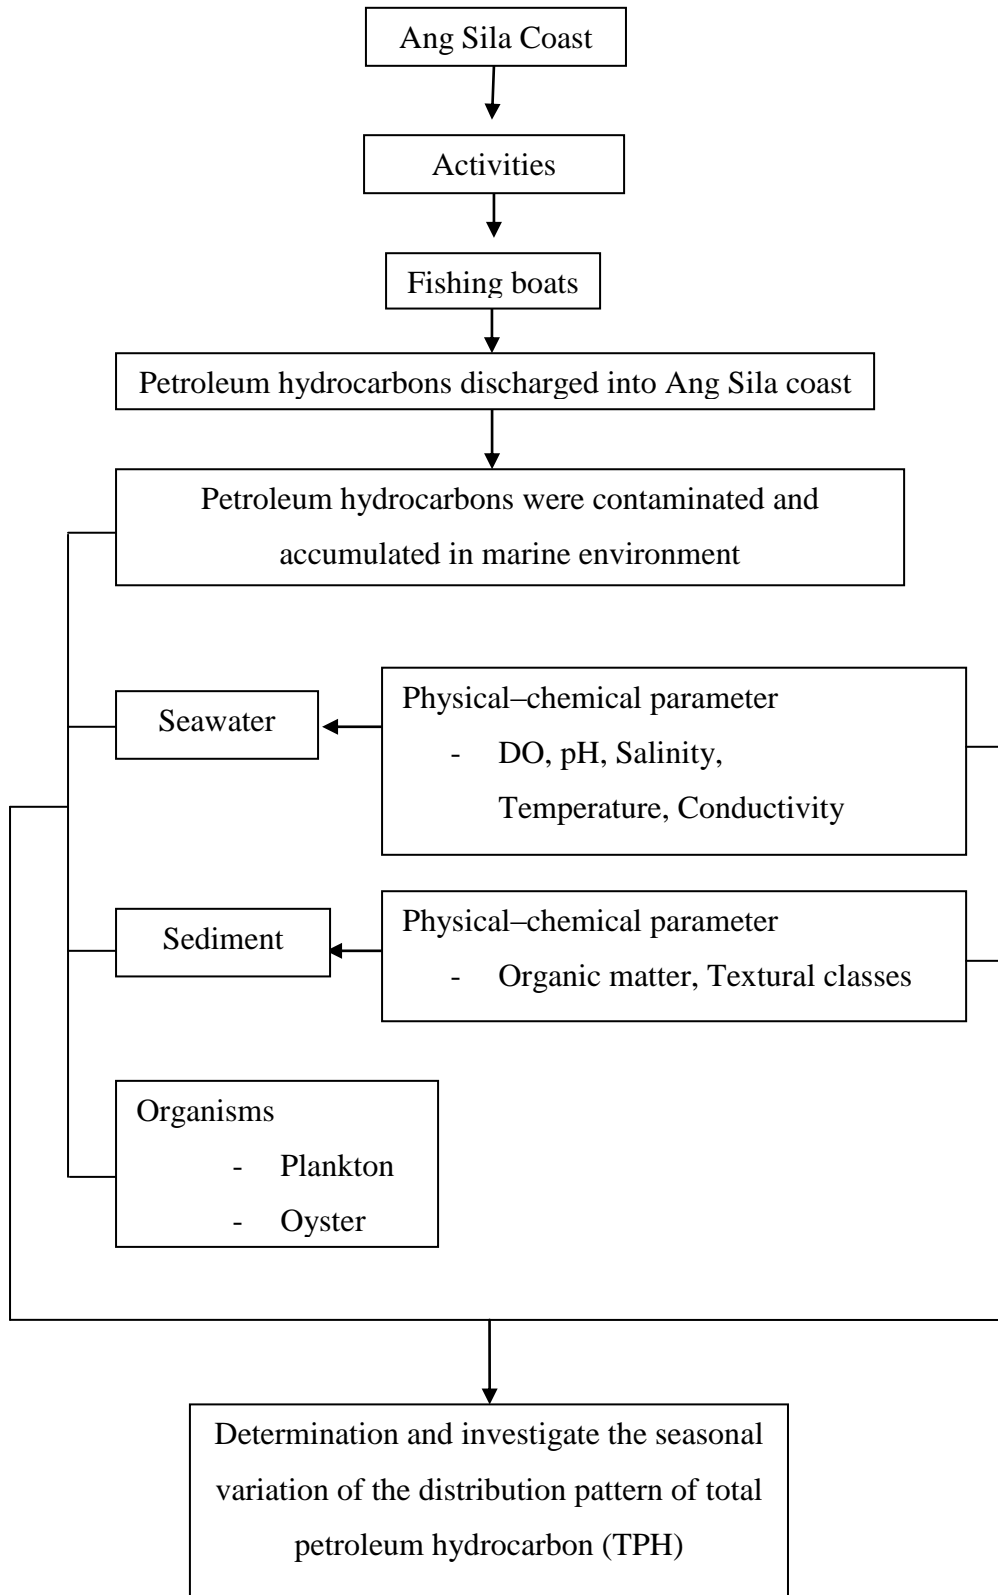 Ang Sila Coast
Activities
Fishing boats
Petroleum hydrocarbons discharged into Ang Sila coast
Petroleum hydrocarbons were contaminated and
accumulated in marine environment
Seawater
Physical–chemical parameter
- DO, pH, Salinity,
Temperature, Conductivity
Sediment
Physical–chemical parameter
- Organic matter, Textural classes
Organisms
- Plankton
- Oyster
Determination and investigate the seasonal
variation of the distribution pattern of total
petroleum hydrocarbon (TPH)